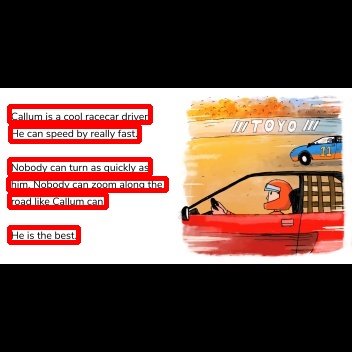 Callum is a cool racecar driver
He can speed by really fast.
Nobody can turn as quickly as
him. Nobody can zoom along the
road like Callum can.
He is the best.
/// TOYO ///
71